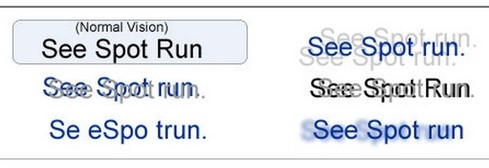 (Normal Vision)
See Spot Run
See Spot run.
Se eSpo trun.
See Spot run.
See Spot Run
See Spot run